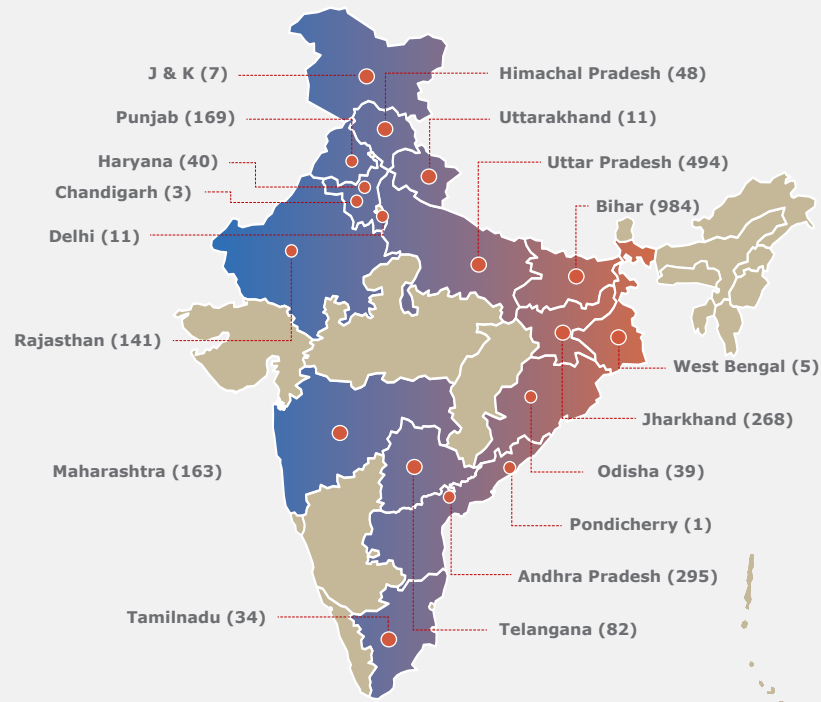 J & K (7)
Himachal Pradesh (48)
Punjab (169)
Uttarakhand (11)
Haryana (40)
Uttar Pradesh (494)
Chandigarh (3)
Bihar (984)
Delhi (11)
Rajasthan (141)
West Bengal (5)
Jharkhand (268)
Maharashtra (163)
Odisha (39)
Pondicherry (1)
Andhra Pradesh (295)
Tamilnadu (34)
Telangana (82)